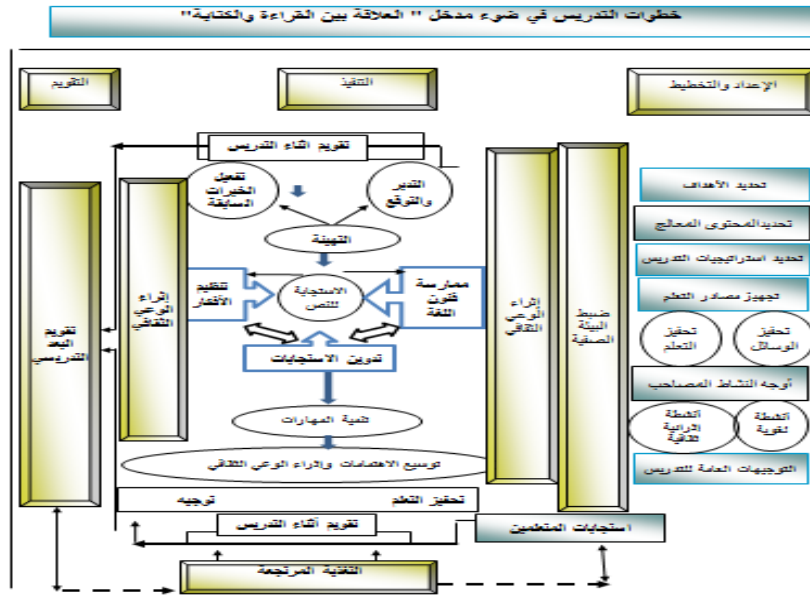 خطوات التدريس في ضوء مدخل " العلاقة بين القراءة والكتابة"
الإعداد والتخطيط
التنفيذ
التقويم
تحديد الأهداف
تحديدالمحتوى المعالج
تحديد استراتيجيات التدريس
تجهيز مصادر التعلم
تحفيز
الوسائل
تحفيز
التعلم
أوجه النشاط المصاحب
أنشطة
لغوية
أنشطة
إثرائية
ثقافية
التوجيهات العامة للتدريس
ضبط
البيئة
الصفية
إثراء
الوعي
الثقافي
تقويم أثناء التدريس
التدبر
والتوقع
تفعيل
الخبرات
السابقة
التهيئة
ممارسة
فنون
اللغة
الاستجابة
للنص
تنظيم
الأفكار
تدوين الاستجابات
تنمية المهارات
توسيع الاهتمامات وإثراء الوعي الثقافي
تحفيز التعلم
توجيه
تقويم أثناء التدريس
استجابات المتعلمين
التغذية المرتجعة
إثراء
الوعي
الثقافي
تقويم
البعد
التدريسي